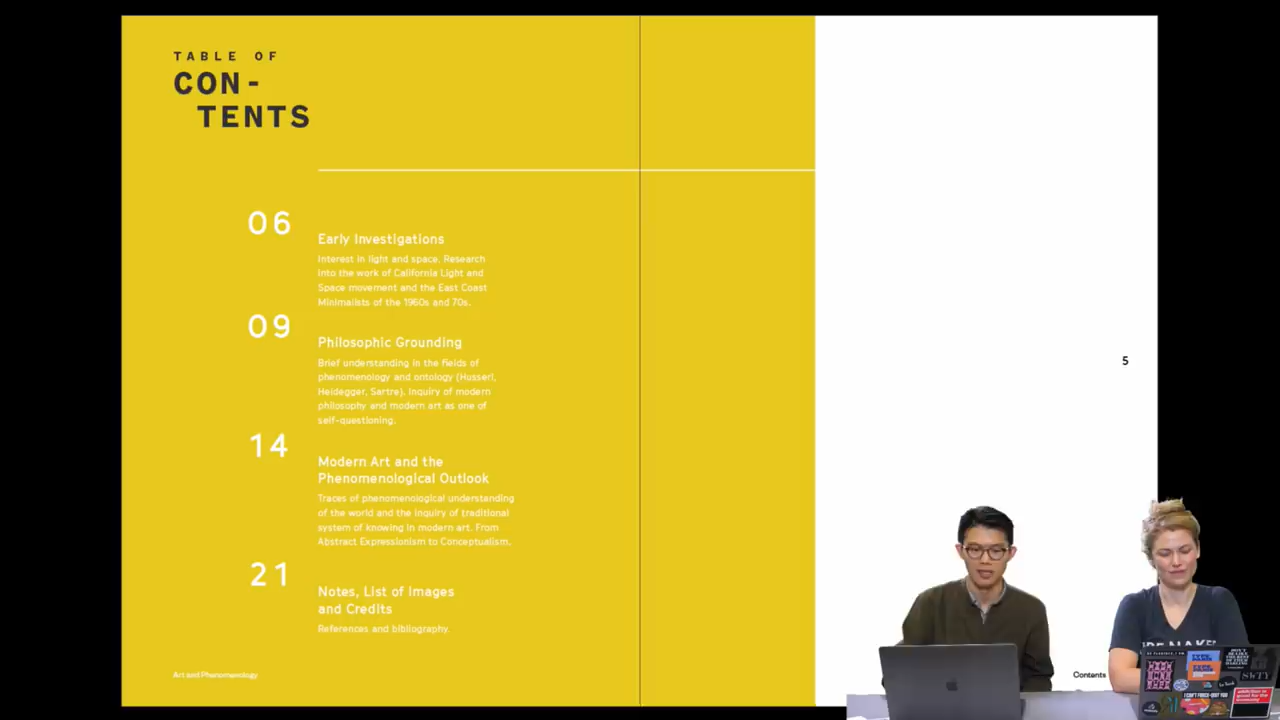 TABLE OF
CON-
TENTS
06
Early Investigations
Interest in light and space. Research
into the work of California Light and
Space movement and the East Coast
Minimalists of the 1960s and 70s.
09
Philosophic Grounding
Brief understanding in the fields of
phenomenology and ontology (Husserl,
Heidegger, Sartre). Inquiry of modern
philosophy and modern art as one of
self-questioning.
5
14
Modern Art and the
Phenomenological Outlook
Traces of phenomenological understanding
of the world and the inquiry of traditional
system of knowing in modern art. From
Abstract Expressionism to Conceptualism.
21
Notes, List of Images
and Credits
References and bibliography.
Art and Phenomenology
Contents